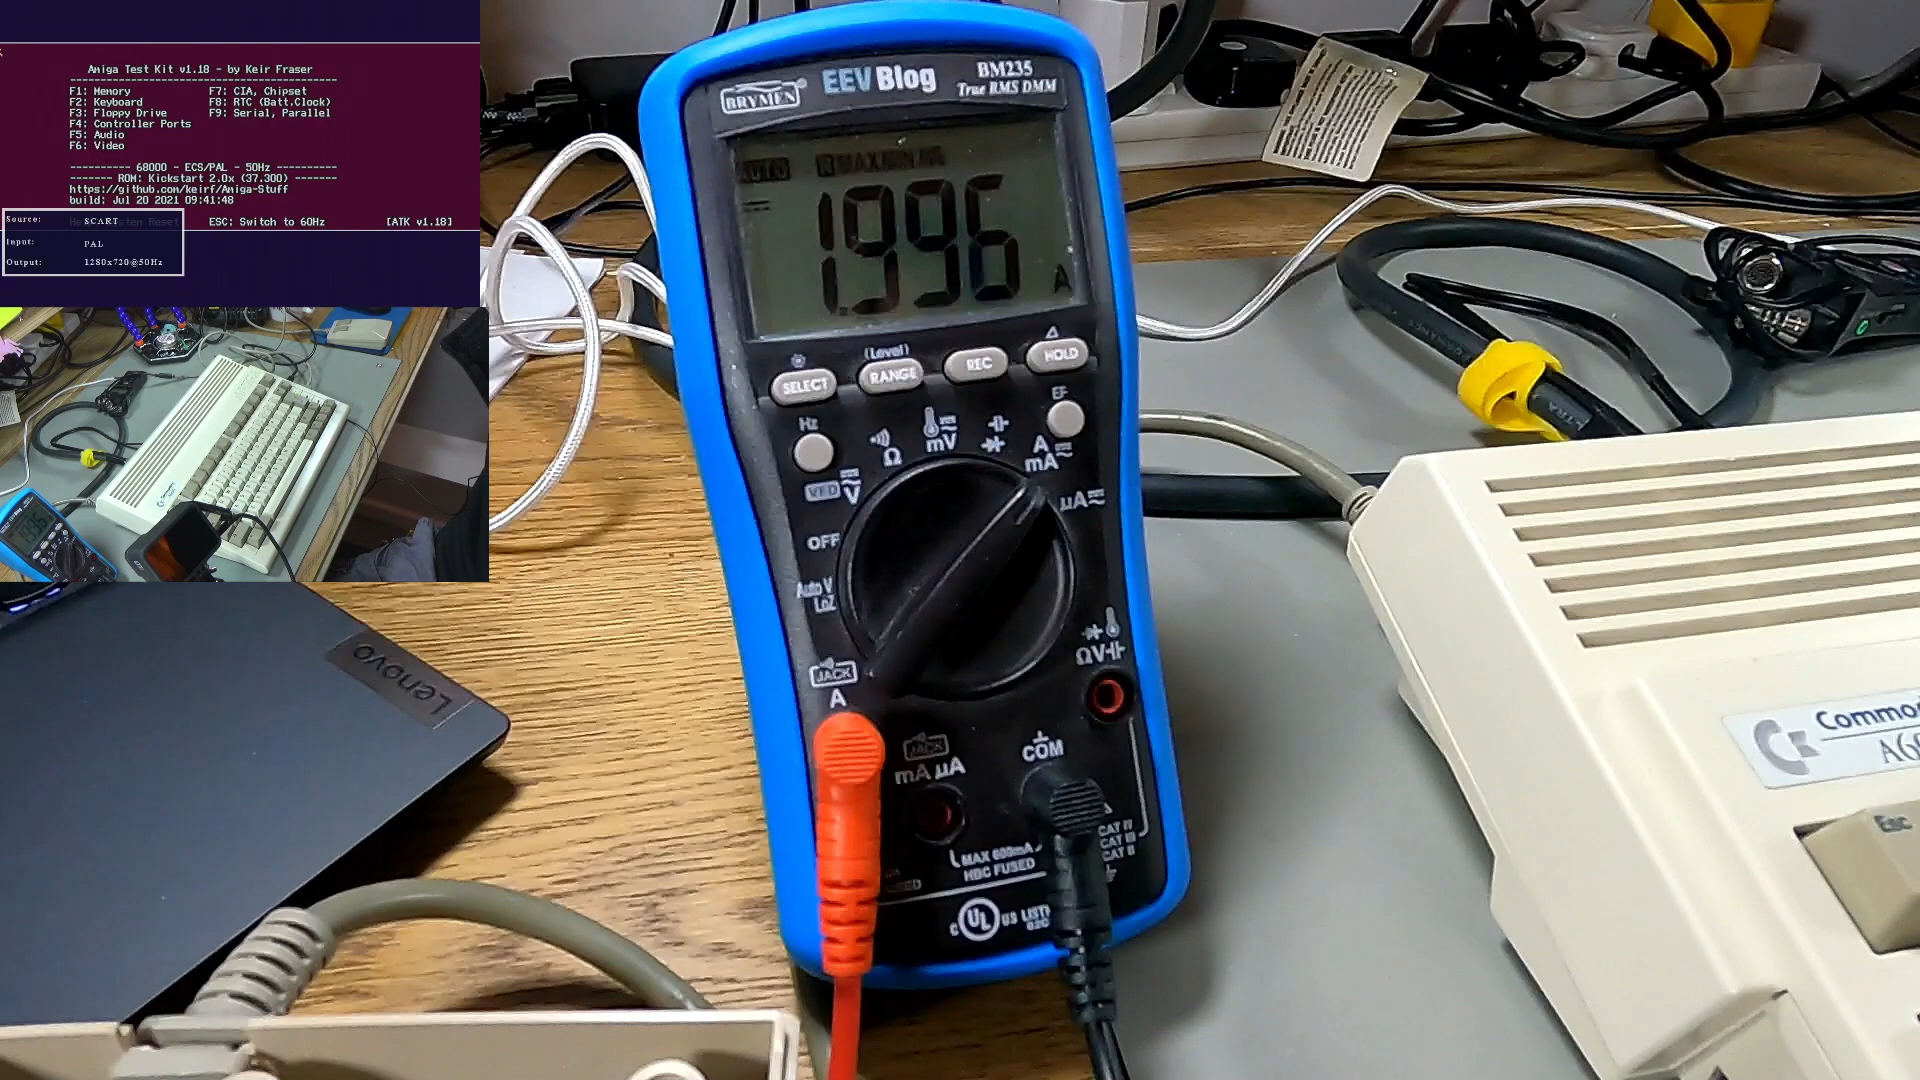 Amiga Test Kit v1.18 - by Keir Fraser
------------------------------------------------
F1: Memory F7: CIA, Chipset
F2: Keyboard F8: RTC (Batt.Clock)
F3: Floppy Drive F9: Serial, Parallel
F4: Controller Ports
F5: Audio
F6: Video
---------- 68000 - ECS/PAL - 50Hz ----------
------- ROM: Kickstart 2.0x (37.300) -------
https://github.com/keirf/Amiga-Stuff
build: Jul 20 2021 09:41:48
ESC: Switch to 60Hz [ATK v1.18]
Source: SCART
Input: PAL
Output: 1280x720@50Hz
BRYMEN® EEVBlog BM235
True RMS DMM
AUTO
1.996
A
(Level)
SELECT RANGE REC HOLD
Hz EF
Ω mV A
mA
VFD V µA
OFF
Auto V
LoZ
JACK
A
ΩV
JACK
mA µA
COM
CAT IV
CAT III
CAT II
MAX 600mA
HBC FUSED
C UL US
Lenovo
Esc